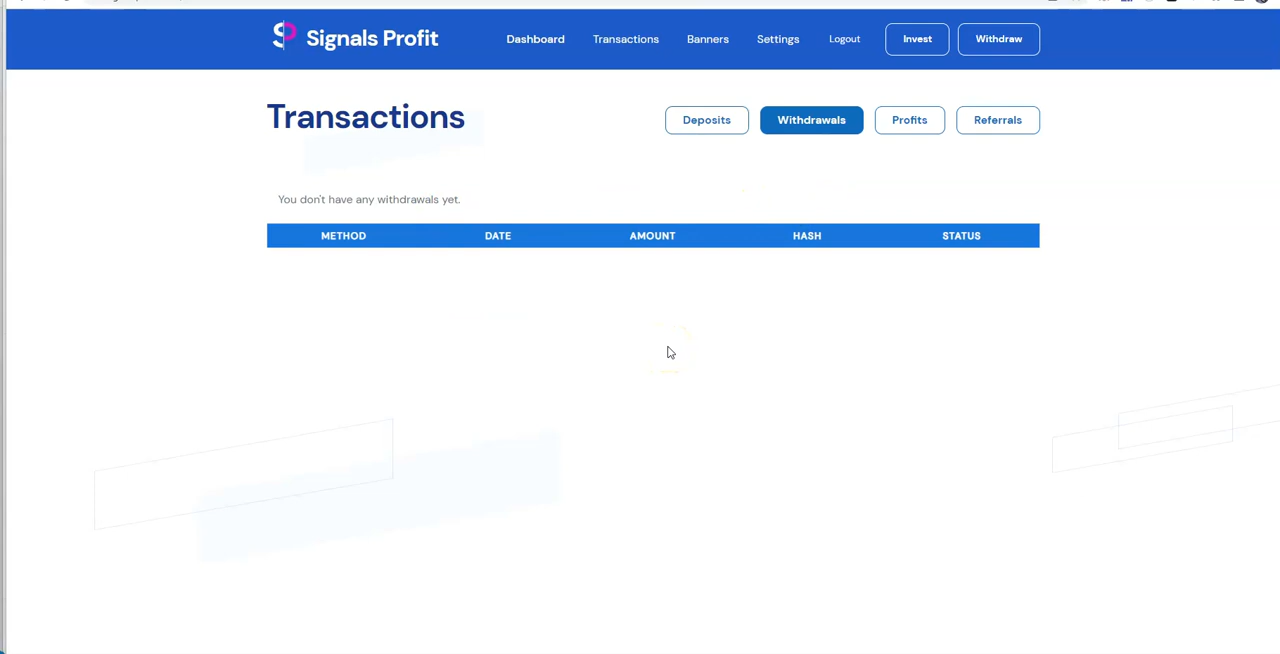 Signals Profit
Dashboard Transactions Banners Settings Logout Invest Withdraw
Transactions
Deposits Withdrawals Profits Referrals
You don't have any withdrawals yet.
METHOD DATE AMOUNT HASH STATUS